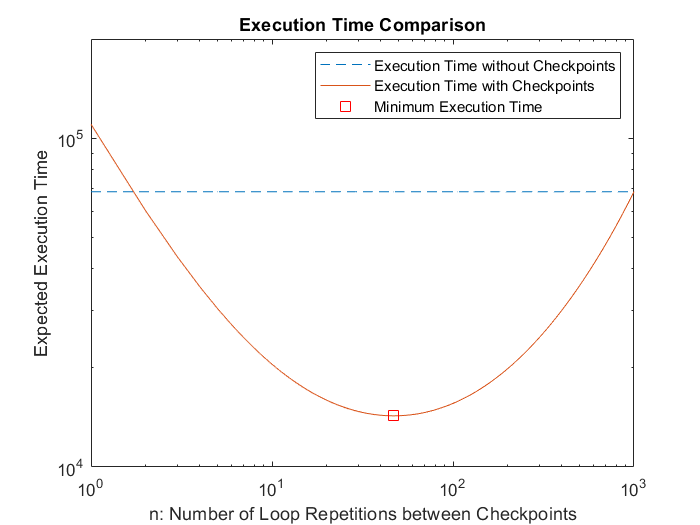 Execution Time Comparison
Execution Time without Checkpoints
Execution Time with Checkpoints
Minimum Execution Time
Expected Execution Time
10^5
10^4
10^0 10^1 10^2 10^3
n: Number of Loop Repetitions between Checkpoints